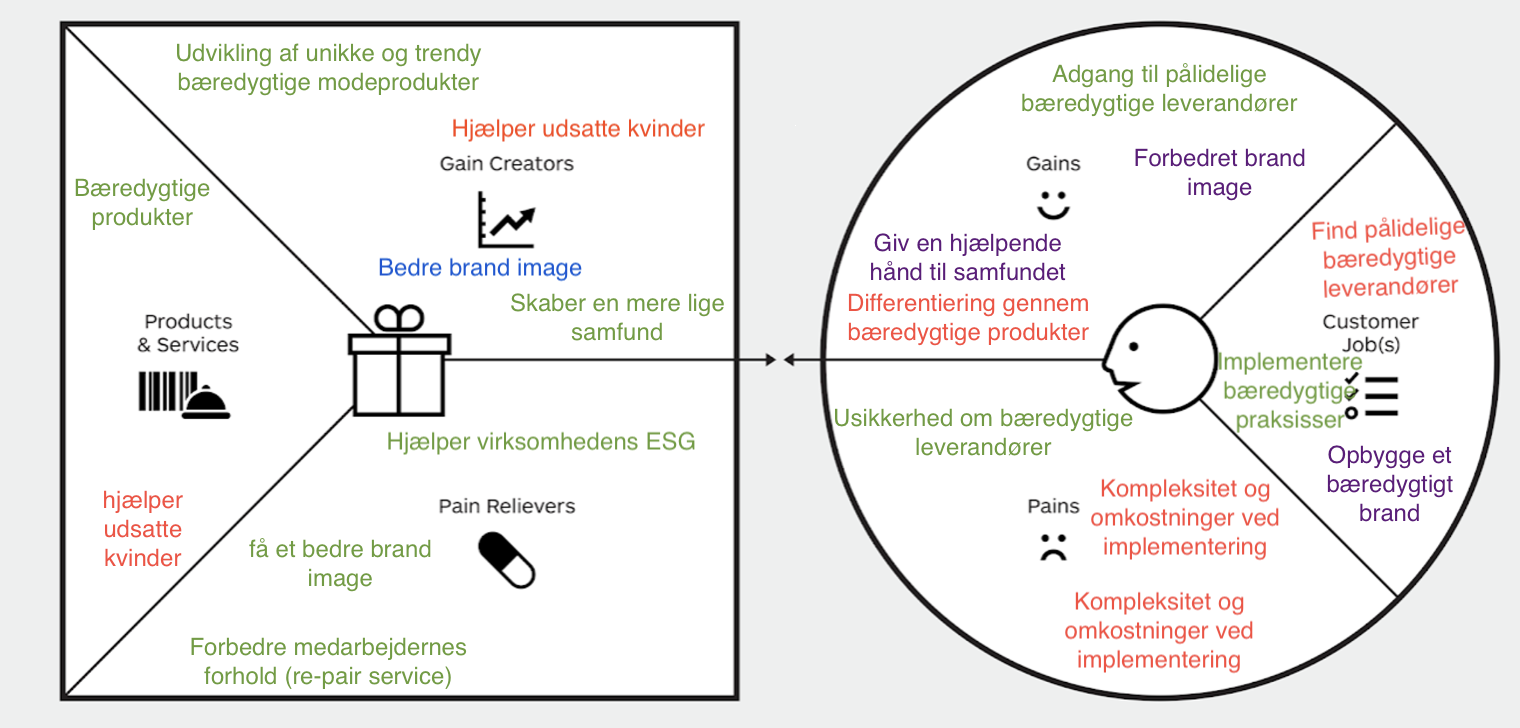 Udvikling af unikke og trendy
bæredygtige modeprodukter
Hjælper udsatte kvinder
Gain Creators
Bæredygtige
produkter
Bedre brand image
Skaber en mere lige
samfund
Products
& Services
Hjælper virksomhedens ESG
hjælper
udsatte
kvinder
Pain Relievers
få et bedre brand
image
Forbedre medarbejdernes
forhold (re-pair service)
Adgang til pålidelige
bæredygtige leverandører
Gains
Forbedret brand
image
Giv en hjælpende
hånd til samfundet
Differentiering gennem
bæredygtige produkter
Find pålidelige
bæredygtige
leverandører
Customer
Job(s)
Implementere
bæredygtige
praksisser
Opbygge et
bæredygtigt
brand
Usikkerhed om bæredygtige
leverandører
Pains
Kompleksitet og
omkostninger ved
implementering
Kompleksitet og
omkostninger ved
implementering